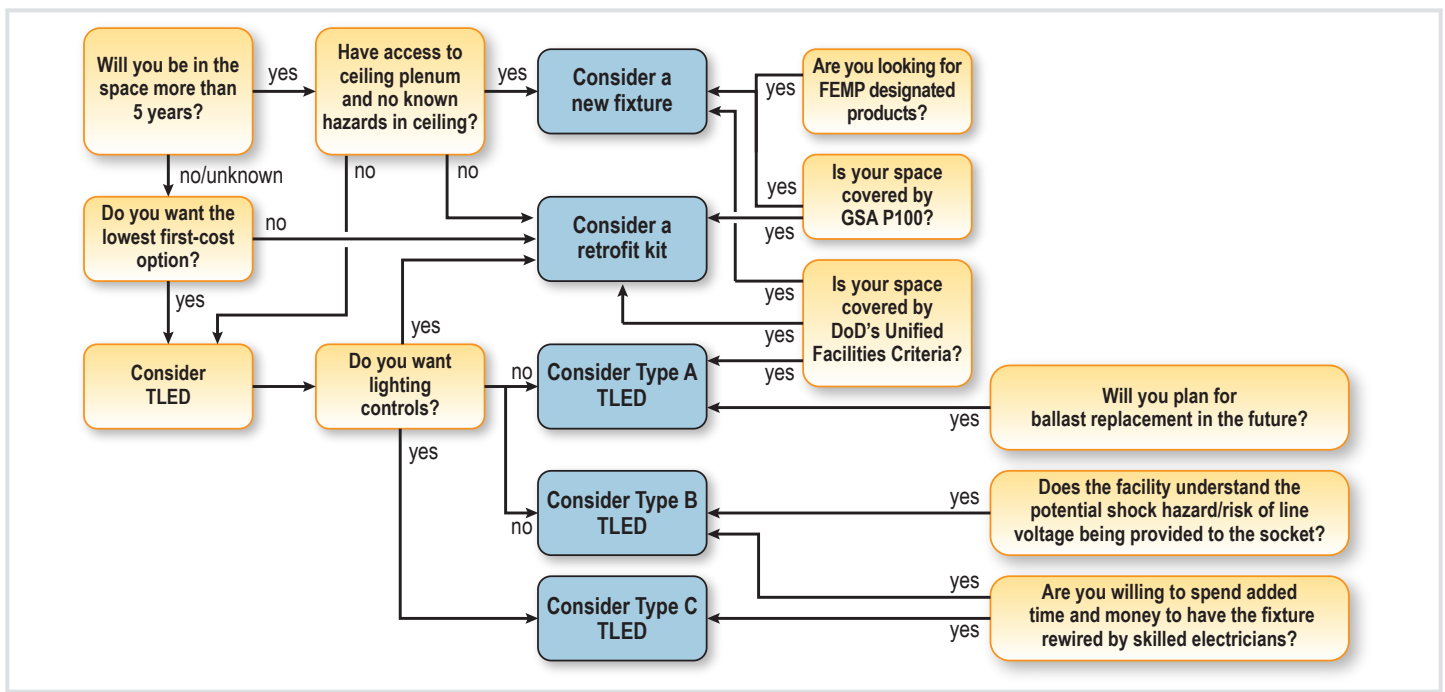 Will you be in the
space more than
5 years?
yes
Have access to
ceiling plenum
and no known
hazards in ceiling?
yes
Consider a
new fixture
yes
Are you looking for
FEMP designated
products?
no/unknown
no
no
yes
Is your space
covered by
GSA P100?
yes
Do you want the
lowest first-cost
option?
no
Consider a
retrofit kit
yes
yes
yes
Is your space
covered by
DoD's Unified
Facilities Criteria?
yes
yes
yes
Consider
TLED
Do you want
lighting
controls?
no
Consider Type A
TLED
yes
Will you plan for
ballast replacement in the future?
yes
no
Consider Type B
TLED
yes
Does the facility understand the
potential shock hazard/risk of line
voltage being provided to the socket?
Consider Type C
TLED
yes
yes
Are you willing to spend added
time and money to have the fixture
rewired by skilled electricians?